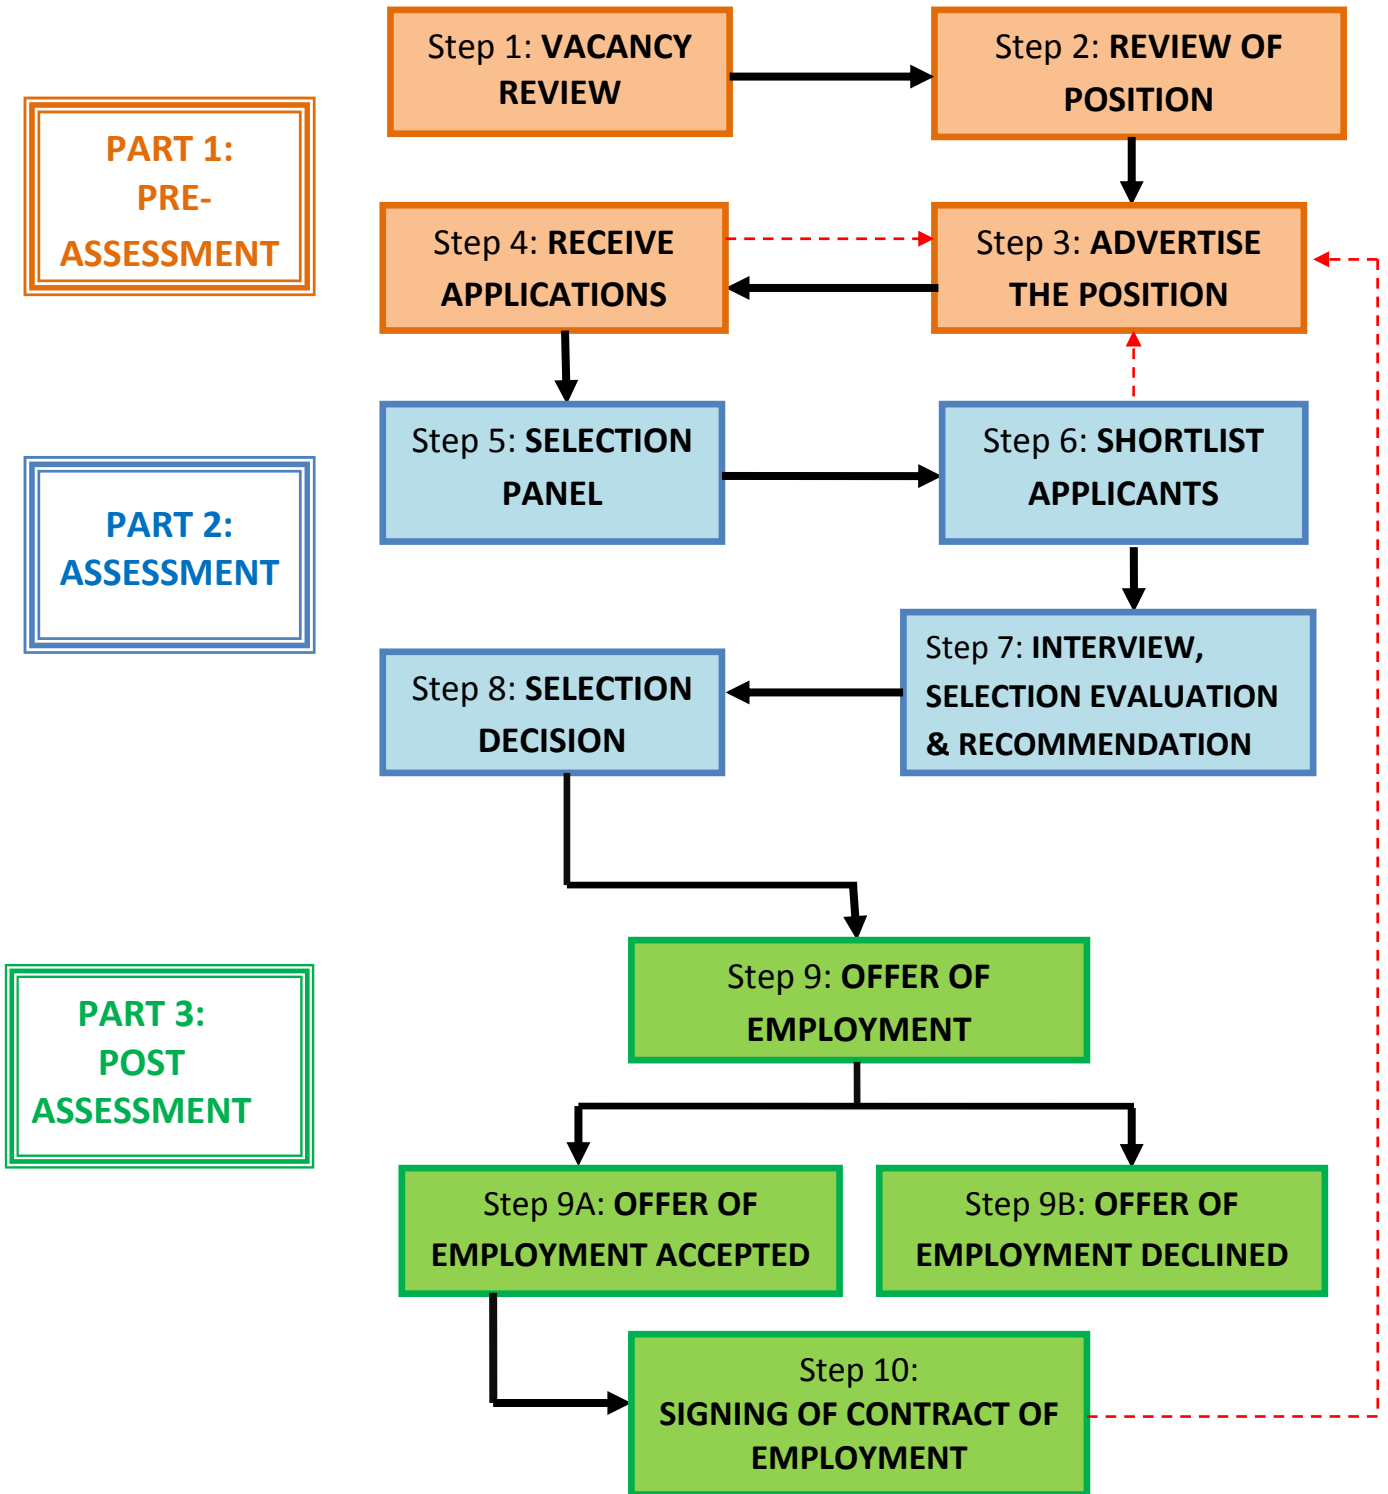 Step 1: VACANCY
REVIEW
Step 2: REVIEW OF
POSITION
PART 1:
PRE-
ASSESSMENT
Step 4: RECEIVE
APPLICATIONS
Step 3: ADVERTISE
THE POSITION
Step 5: SELECTION
PANEL
Step 6: SHORTLIST
APPLICANTS
PART 2:
ASSESSMENT
Step 7: INTERVIEW,
SELECTION EVALUATION
& RECOMMENDATION
Step 8: SELECTION
DECISION
Step 9: OFFER OF
EMPLOYMENT
PART 3:
POST
ASSESSMENT
Step 9A: OFFER OF
EMPLOYMENT ACCEPTED
Step 9B: OFFER OF
EMPLOYMENT DECLINED
Step 10:
SIGNING OF CONTRACT OF
EMPLOYMENT